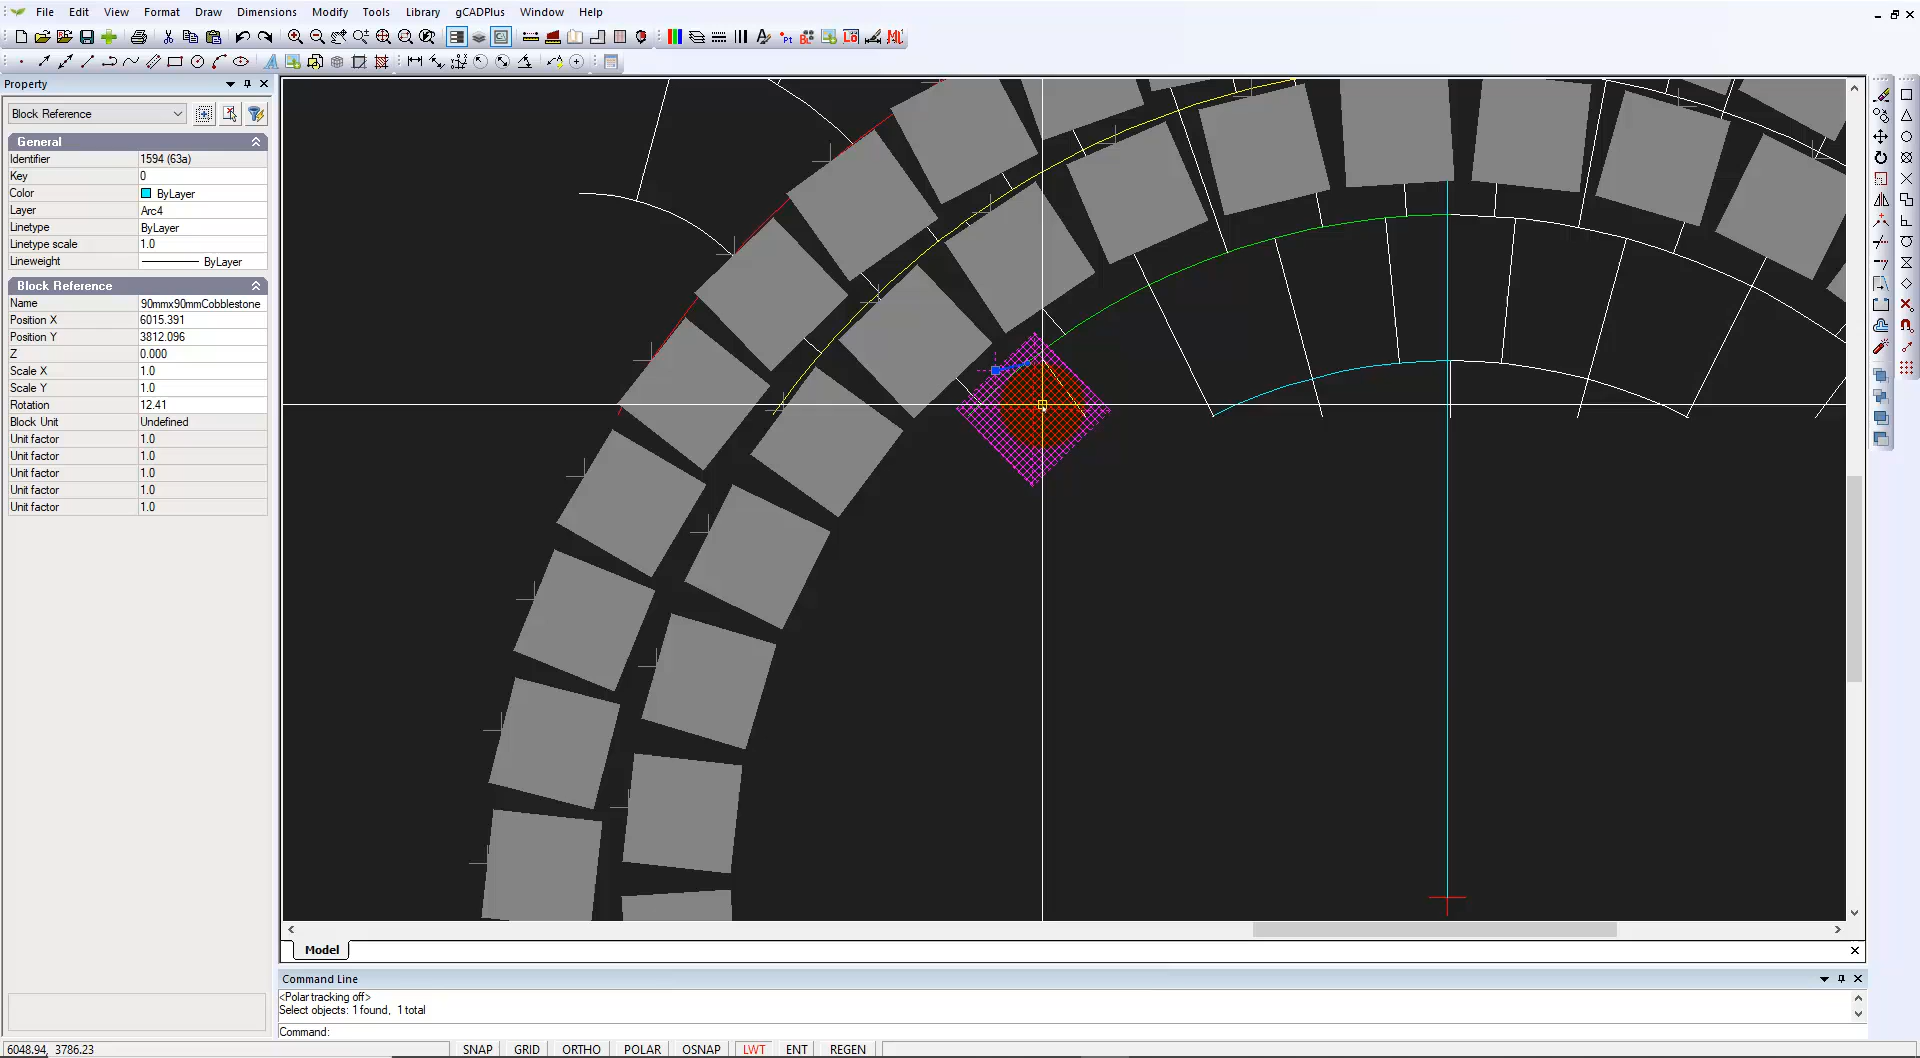 File Edit View Format Draw Dimensions Modify Tools Library gCADPlus Window Help
Property
Block Reference
General
Identifier 1594 (63a)
Key 0
Color ByLayer
Layer Arc4
Linetype ByLayer
Linetype scale 1.0
Lineweight ByLayer
Block Reference
Name 90mmx90mmCobblestone
Position X 6015.391
Position Y 3812.096
Z 0.000
Scale X 1.0
Scale Y 1.0
Rotation 12.41
Block Unit Undefined
Unit factor 1.0
Unit factor 1.0
Unit factor 1.0
Unit factor 1.0
Unit factor 1.0
Model
Command Line
<Polar tracking off>
Select objects: 1 found, 1 total
Command:
6048.94, 3786.23 SNAP GRID ORTHO POLAR OSNAP LWT ENT REGEN